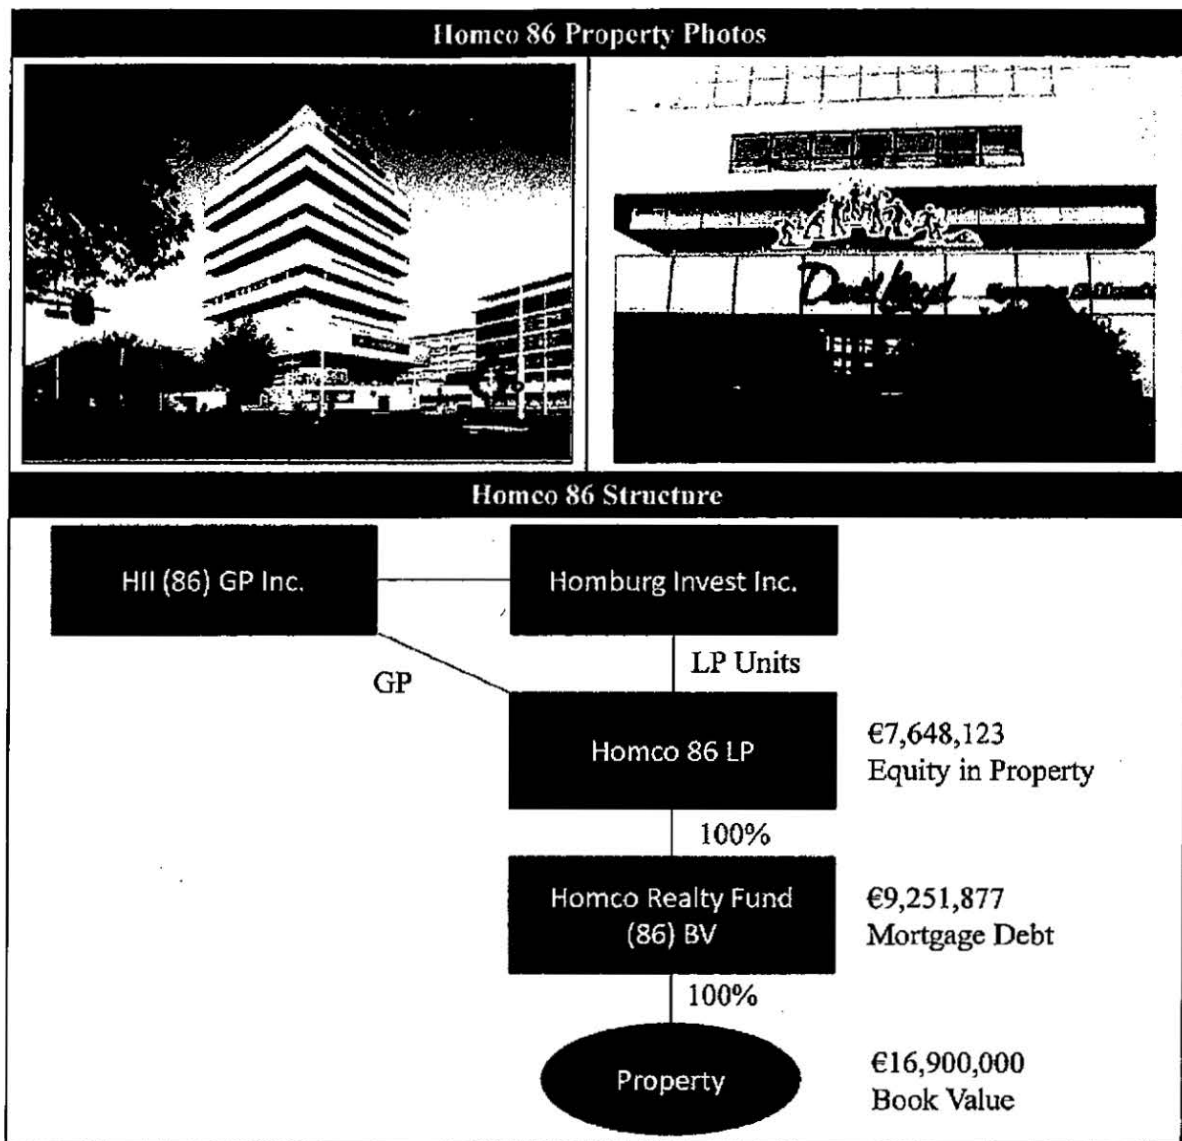 Homco 86 Property Photos
David Lloyd
Homco 86 Structure
HII (86) GP Inc.
Homburg Invest Inc.
GP
LP Units
Homco 86 LP
€7,648,123
Equity in Property
100%
Homco Realty Fund
(86) BV
€9,251,877
Mortgage Debt
100%
Property
€16,900,000
Book Value